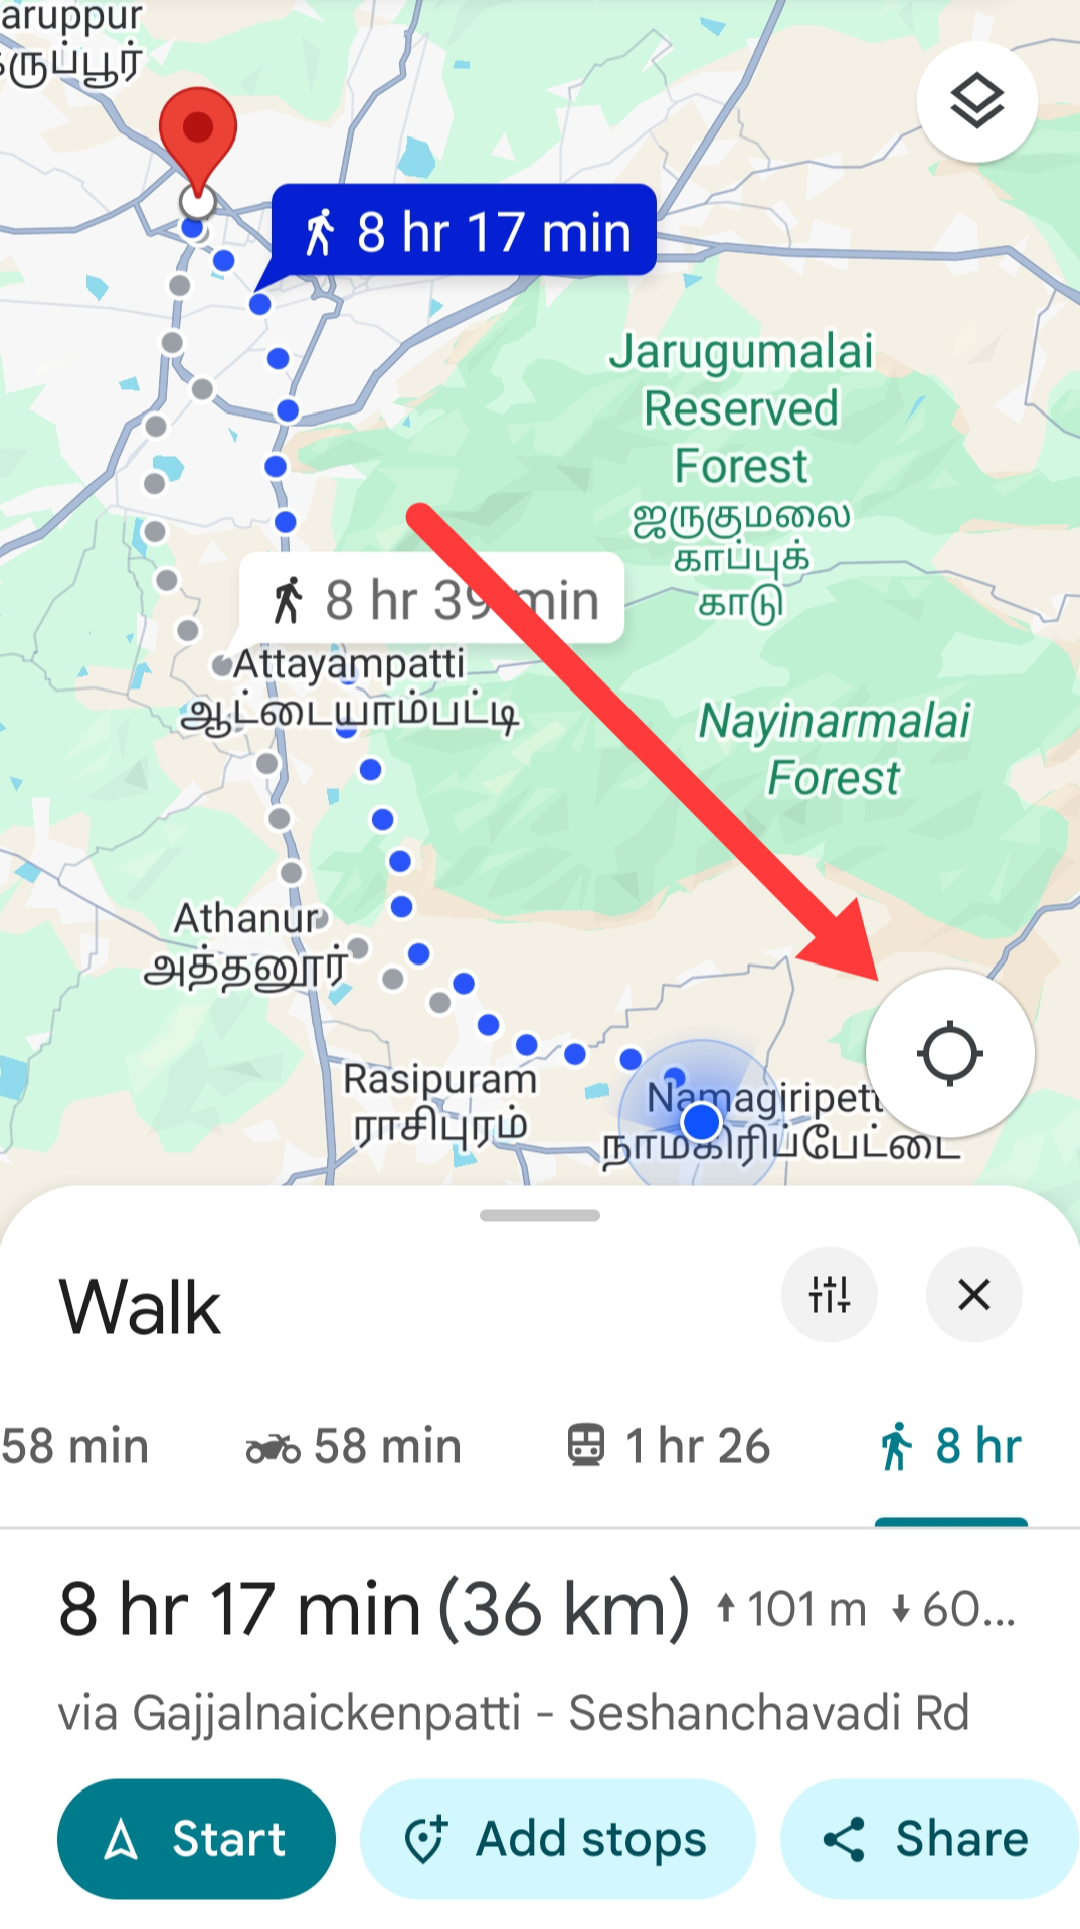 aruppur
ருப்பூர்
8 hr 17 min
Jarugumalai
Reserved
Forest
ஜருகுமலை
காப்புக்
காடு
8 hr 39 min
Attayampatti
ஆட்டையாம்பட்டி
Nayinarmalai
Forest
Athanur
அத்தனூர்
Rasipuram
ராசிபுரம்
Namagiripett
நாமகிரிப்பேட்டை
Walk
58 min
58 min
1 hr 26
8 hr
8 hr 17 min (36 km) 101 m 60...
via Gajjalnaickenpatti - Seshanchavadi Rd
Start
Add stops
Share